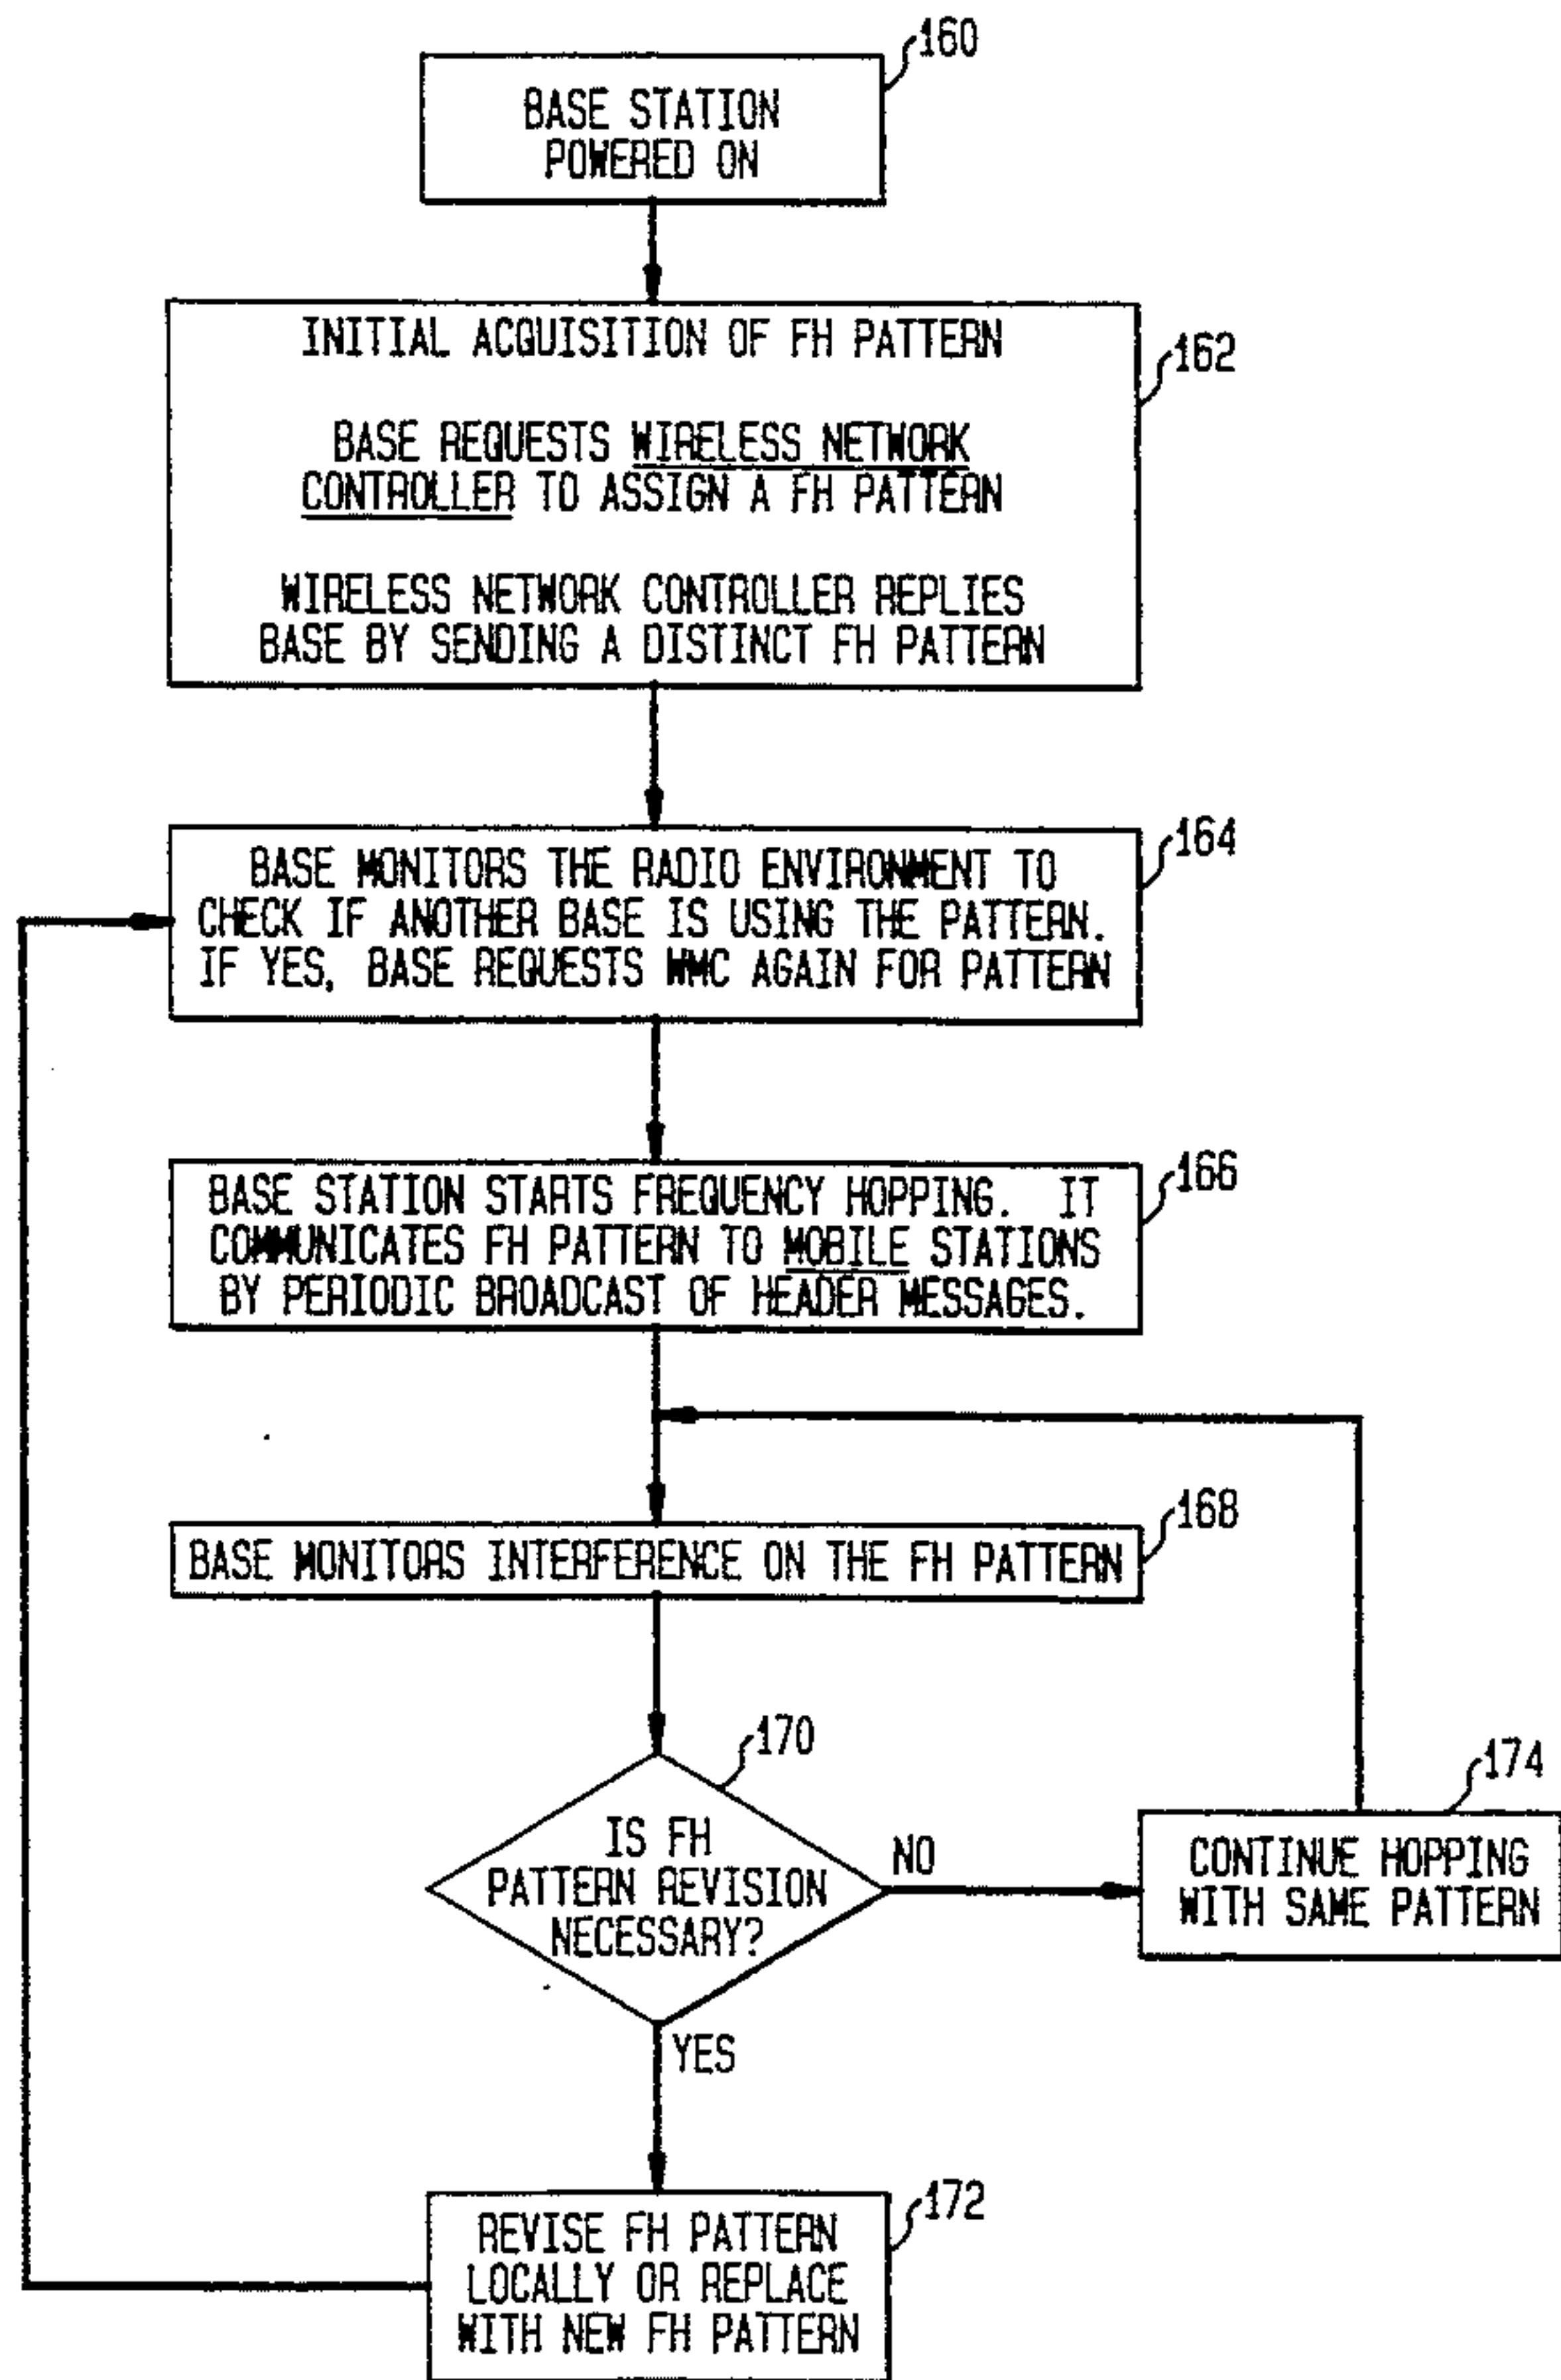 160
BASE STATION
POWERED ON
INITIAL ACQUISITION OF FH PATTERN
162
BASE REQUESTS WIRELESS NETWORK
CONTROLLER TO ASSIGN A FH PATTERN
WIRELESS NETWORK CONTROLLER REPLIES
BASE BY SENDING A DISTINCT FH PATTERN
164
BASE MONITORS THE RADIO ENVIRONMENT TO
CHECK IF ANOTHER BASE IS USING THE PATTERN.
IF YES, BASE REQUESTS WMC AGAIN FOR PATTERN
166
BASE STATION STARTS FREQUENCY HOPPING. IT
COMMUNICATES FH PATTERN TO MOBILE STATIONS
BY PERIODIC BROADCAST OF HEADER MESSAGES.
168
BASE MONITORS INTERFERENCE ON THE FH PATTERN
170
IS FH
PATTERN REVISION
NECESSARY?
NO
174
CONTINUE HOPPING
WITH SAME PATTERN
YES
172
REVISE FH PATTERN
LOCALLY OR REPLACE
WITH NEW FH PATTERN